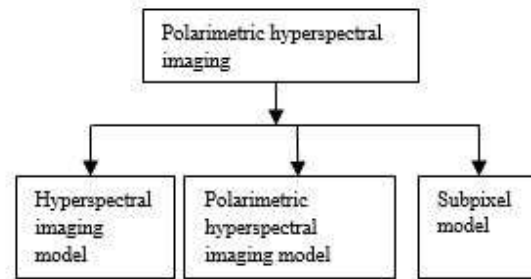 Polarimetric hyperspectral
imaging
Hyperspectral
imaging
model
Polarimetric
hyperspectral
imaging model
Subpixel
model